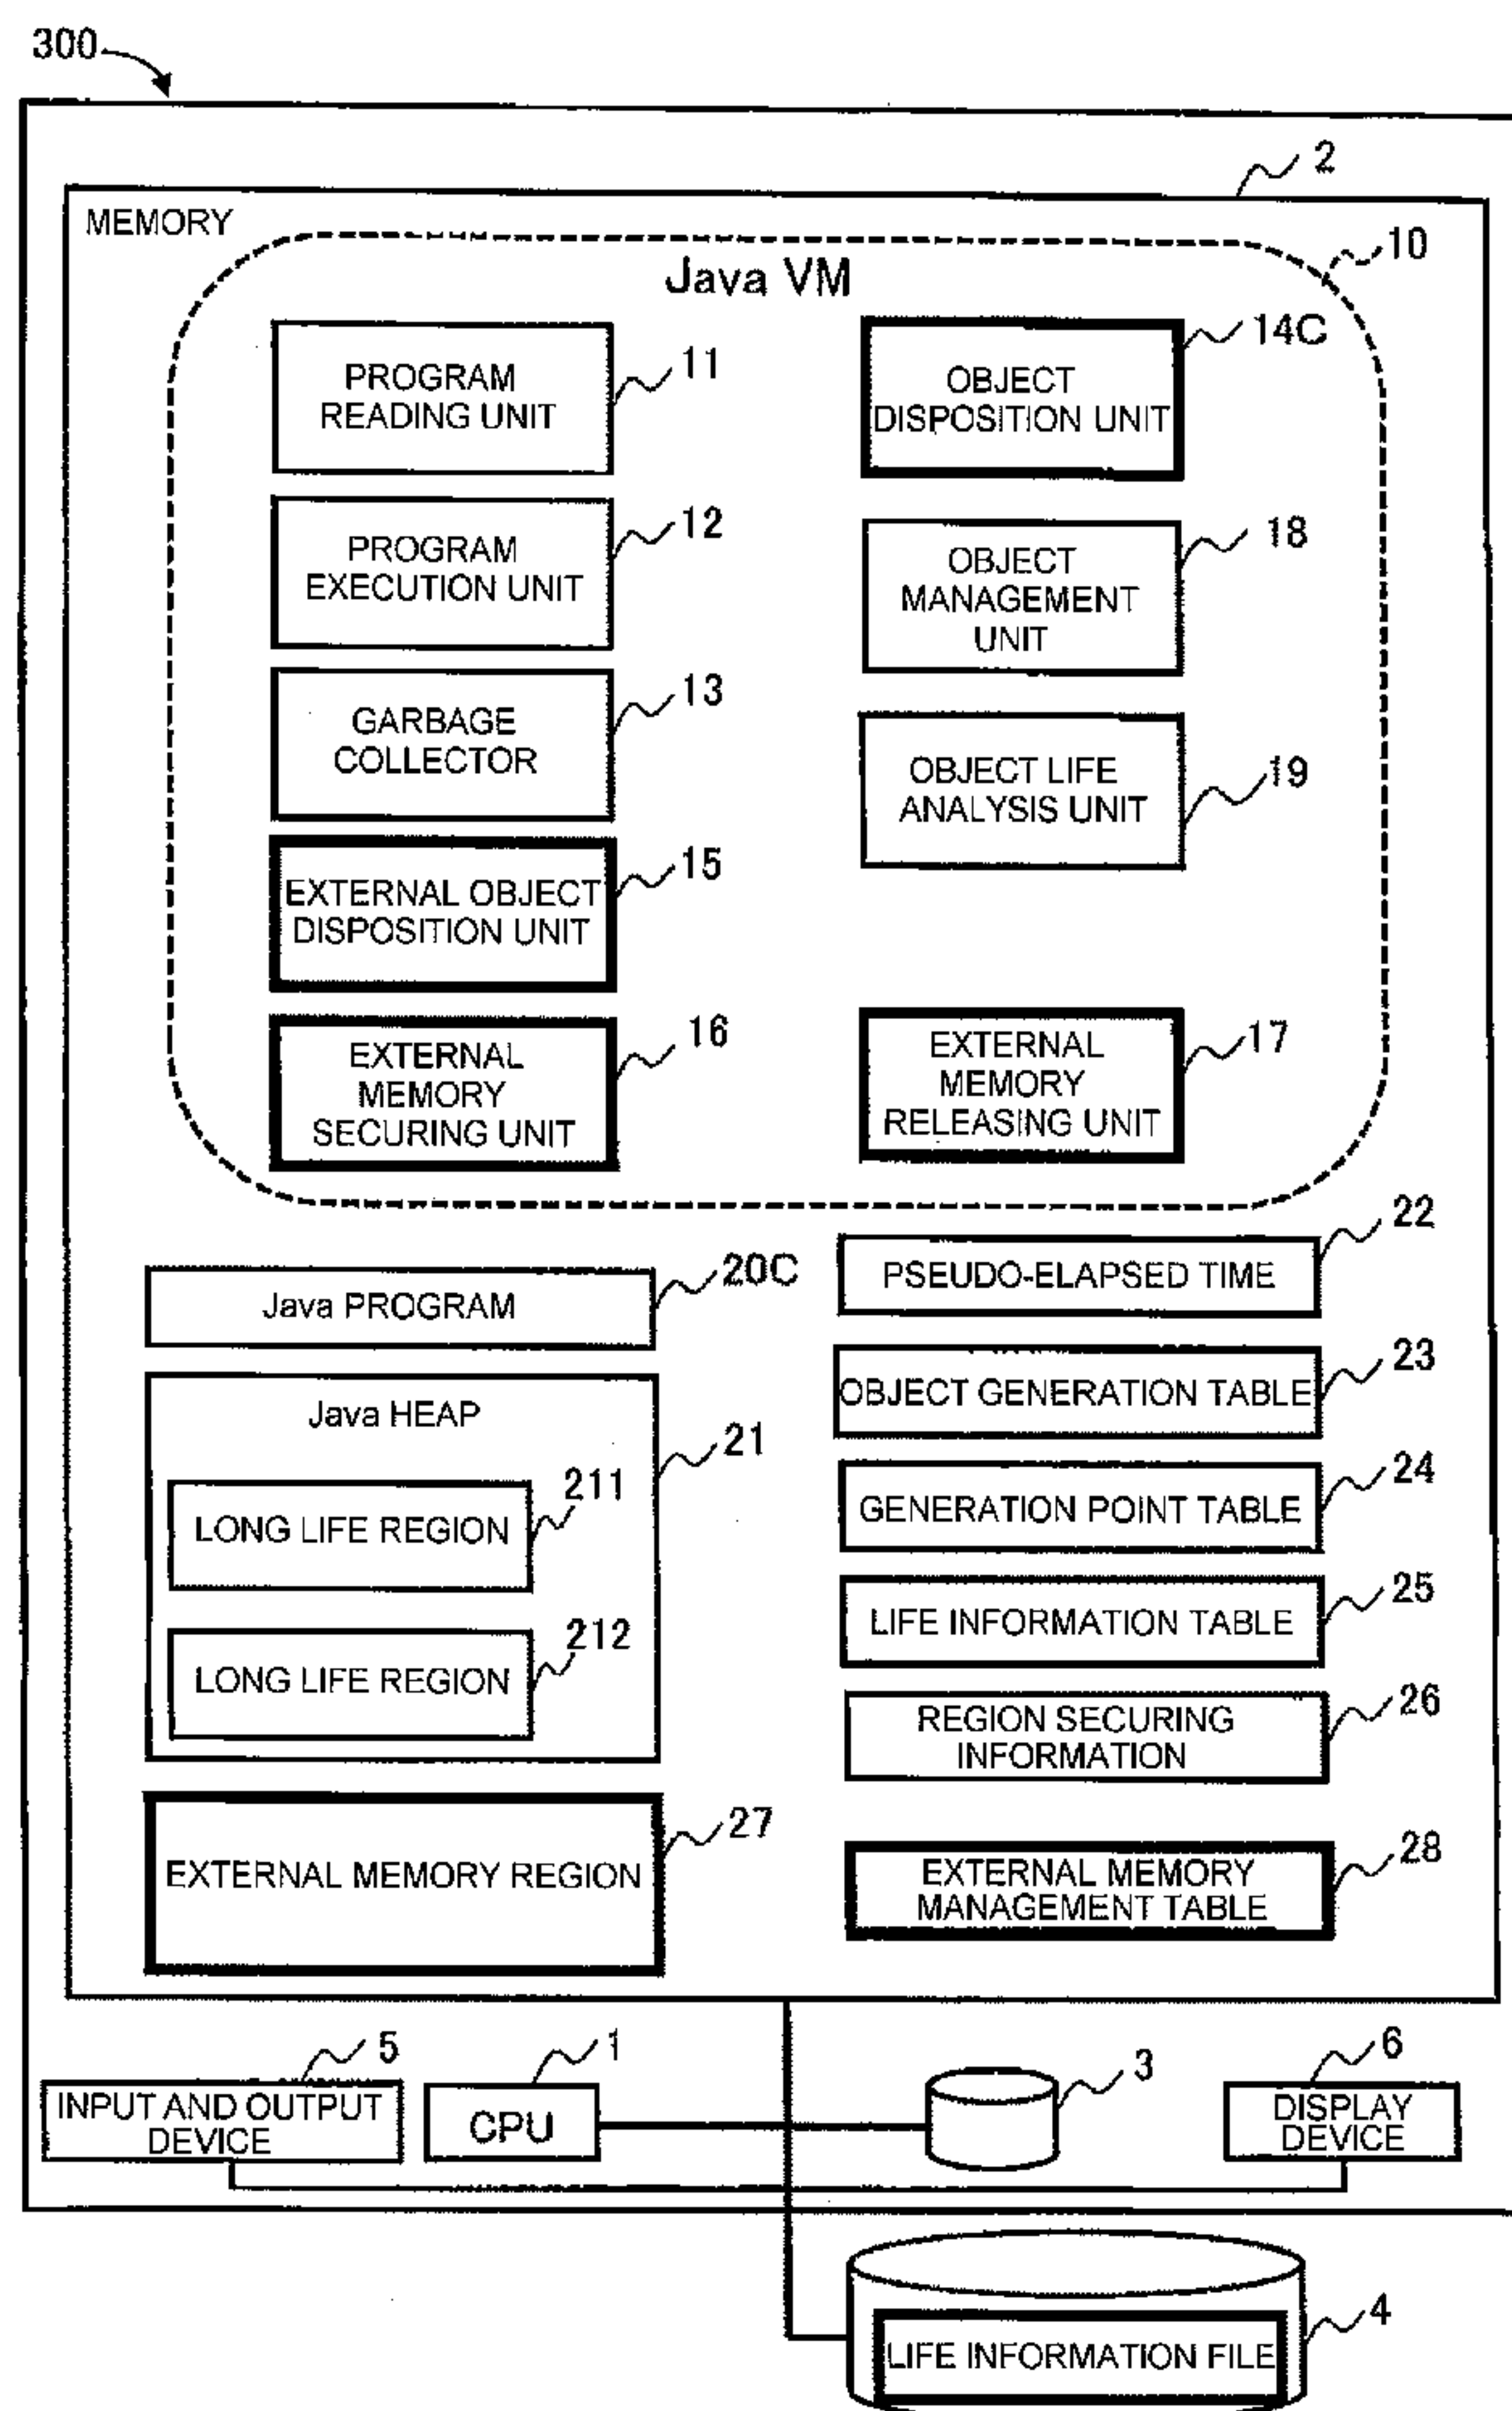 300
2
MEMORY
10
Java VM
PROGRAM
READING UNIT
11
OBJECT
DISPOSITION UNIT
14C
PROGRAM
EXECUTION UNIT
12
OBJECT
MANAGEMENT
UNIT
18
GARBAGE
COLLECTOR
13
OBJECT LIFE
ANALYSIS UNIT
19
EXTERNAL OBJECT
DISPOSITION UNIT
15
EXTERNAL
MEMORY
SECURING UNIT
16
EXTERNAL
MEMORY
RELEASING UNIT
17
Java PROGRAM
20C
PSEUDO-ELAPSED TIME
22
Java HEAP
21
OBJECT GENERATION TABLE
23
LONG LIFE REGION
211
GENERATION POINT TABLE
24
LONG LIFE REGION
212
LIFE INFORMATION TABLE
25
REGION SECURING
INFORMATION
26
EXTERNAL MEMORY REGION
27
EXTERNAL MEMORY
MANAGEMENT TABLE
28
INPUT AND OUTPUT
DEVICE
5
CPU
1
3
DISPLAY
DEVICE
6
LIFE INFORMATION FILE
4